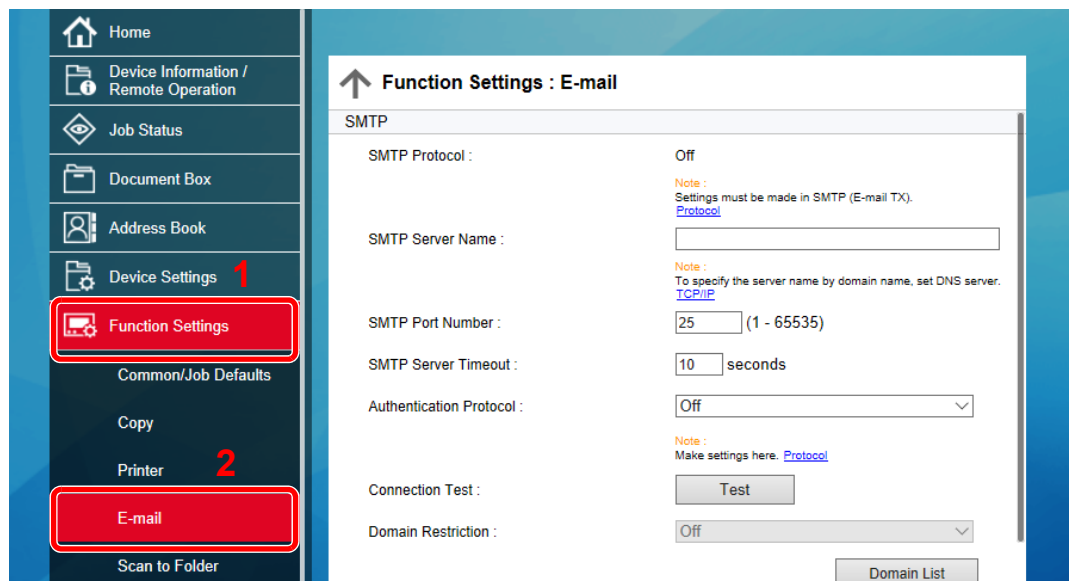 Home
Device Information /
Remote Operation
Job Status
Document Box
Address Book
Device Settings 1
Function Settings
Common/Job Defaults
Copy
Printer 2
E-mail
Scan to Folder
Function Settings : E-mail
SMTP
SMTP Protocol : Off
Note :
Settings must be made in SMTP (E-mail TX).
Protocol
SMTP Server Name :
Note :
To specify the server name by domain name, set DNS server.
TCP/IP
SMTP Port Number : 25 (1 - 65535)
SMTP Server Timeout : 10 seconds
Authentication Protocol : Off
Note :
Make settings here. Protocol
Connection Test : Test
Domain Restriction : Off
Domain List